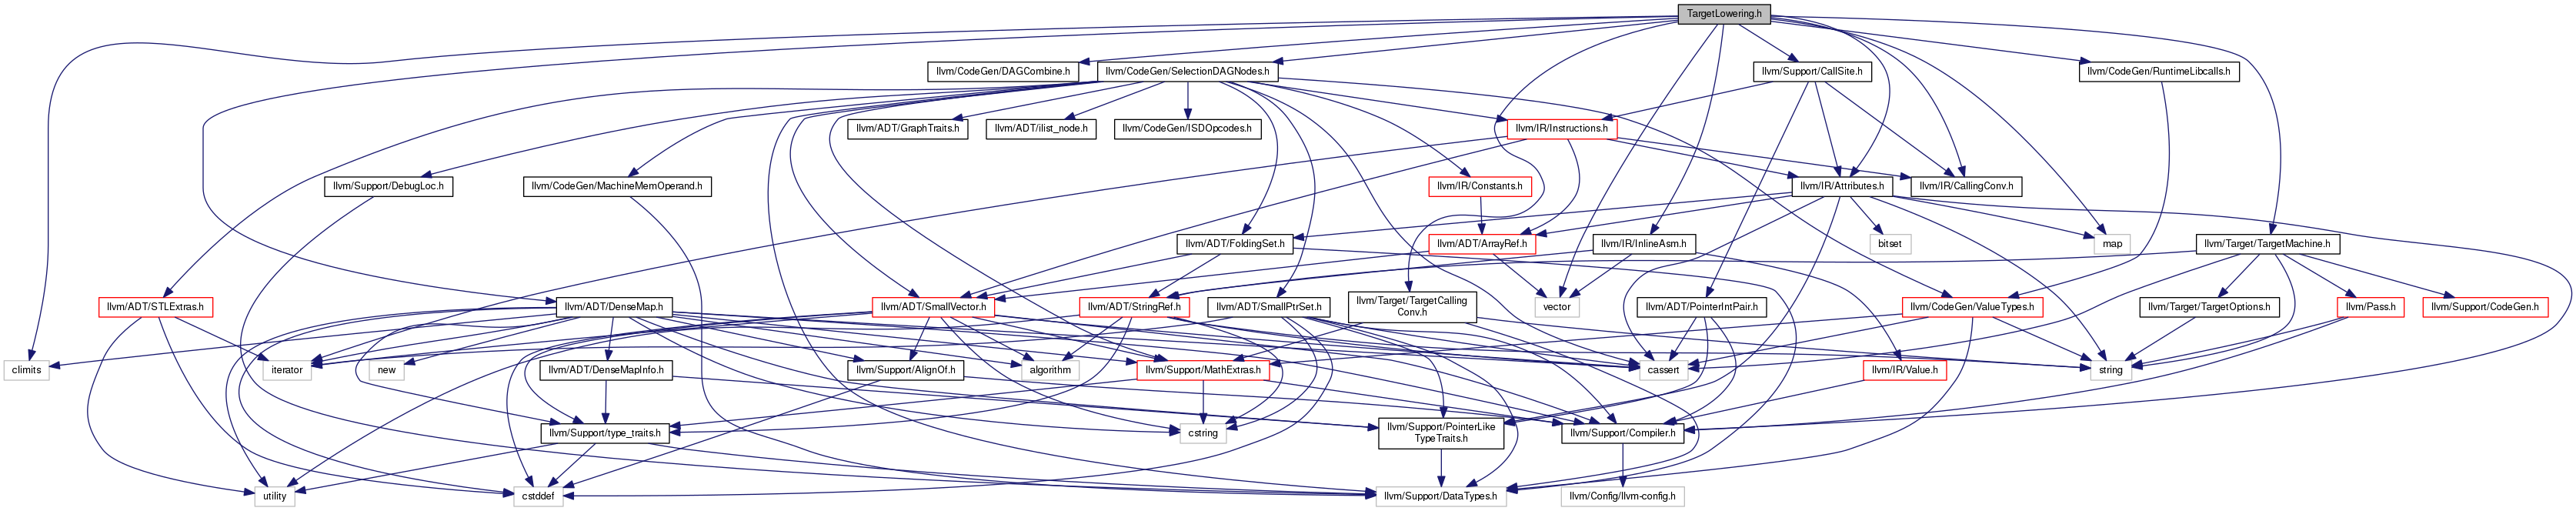 TargetLowering.h
llvm/CodeGen/DAGCombine.h
llvm/CodeGen/SelectionDAGNodes.h
llvm/Support/CallSite.h
llvm/CodeGen/RuntimeLibcalls.h
llvm/ADT/GraphTraits.h
llvm/ADT/ilist_node.h
llvm/CodeGen/ISDOpcodes.h
llvm/IR/Instructions.h
llvm/Support/DebugLoc.h
llvm/CodeGen/MachineMemOperand.h
llvm/IR/Constants.h
llvm/IR/Attributes.h
llvm/IR/CallingConv.h
llvm/ADT/FoldingSet.h
llvm/ADT/ArrayRef.h
llvm/IR/InlineAsm.h
bitset
map
llvm/Target/TargetMachine.h
llvm/ADT/STLExtras.h
llvm/ADT/DenseMap.h
llvm/ADT/SmallVector.h
llvm/ADT/StringRef.h
llvm/ADT/SmallPtrSet.h
llvm/Target/TargetCalling
Conv.h
vector
llvm/ADT/PointerIntPair.h
llvm/CodeGen/ValueTypes.h
llvm/Target/TargetOptions.h
llvm/Pass.h
llvm/Support/CodeGen.h
climits
iterator
new
llvm/ADT/DenseMapInfo.h
llvm/Support/AlignOf.h
algorithm
llvm/Support/MathExtras.h
cassert
llvm/IR/Value.h
string
llvm/Support/type_traits.h
cstring
llvm/Support/PointerLike
TypeTraits.h
llvm/Support/Compiler.h
utility
cstddef
llvm/Support/DataTypes.h
llvm/Config/llvm-config.h